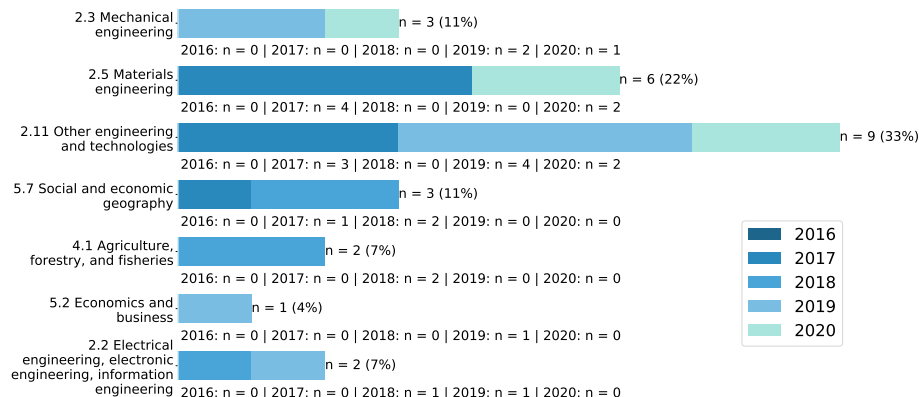 2.3 Mechanical
engineering
n = 3 (11%)
2016: n = 0 | 2017: n = 0 | 2018: n = 0 | 2019: n = 2 | 2020: n = 1
2.5 Materials
engineering
n = 6 (22%)
2016: n = 0 | 2017: n = 4 | 2018: n = 0 | 2019: n = 0 | 2020: n = 2
2.11 Other engineering
and technologies
n = 9 (33%)
2016: n = 0 | 2017: n = 3 | 2018: n = 0 | 2019: n = 4 | 2020: n = 2
5.7 Social and economic
geography
n = 3 (11%)
2016: n = 0 | 2017: n = 1 | 2018: n = 2 | 2019: n = 0 | 2020: n = 0
4.1 Agriculture,
forestry, and fisheries
n = 2 (7%)
2016: n = 0 | 2017: n = 0 | 2018: n = 2 | 2019: n = 0 | 2020: n = 0
5.2 Economics and
business
n = 1 (4%)
2016: n = 0 | 2017: n = 0 | 2018: n = 0 | 2019: n = 1 | 2020: n = 0
2.2 Electrical
engineering, electronic
engineering, information
engineering
n = 2 (7%)
2016: n = 0 | 2017: n = 0 | 2018: n = 1 | 2019: n = 1 | 2020: n = 0
2016
2017
2018
2019
2020